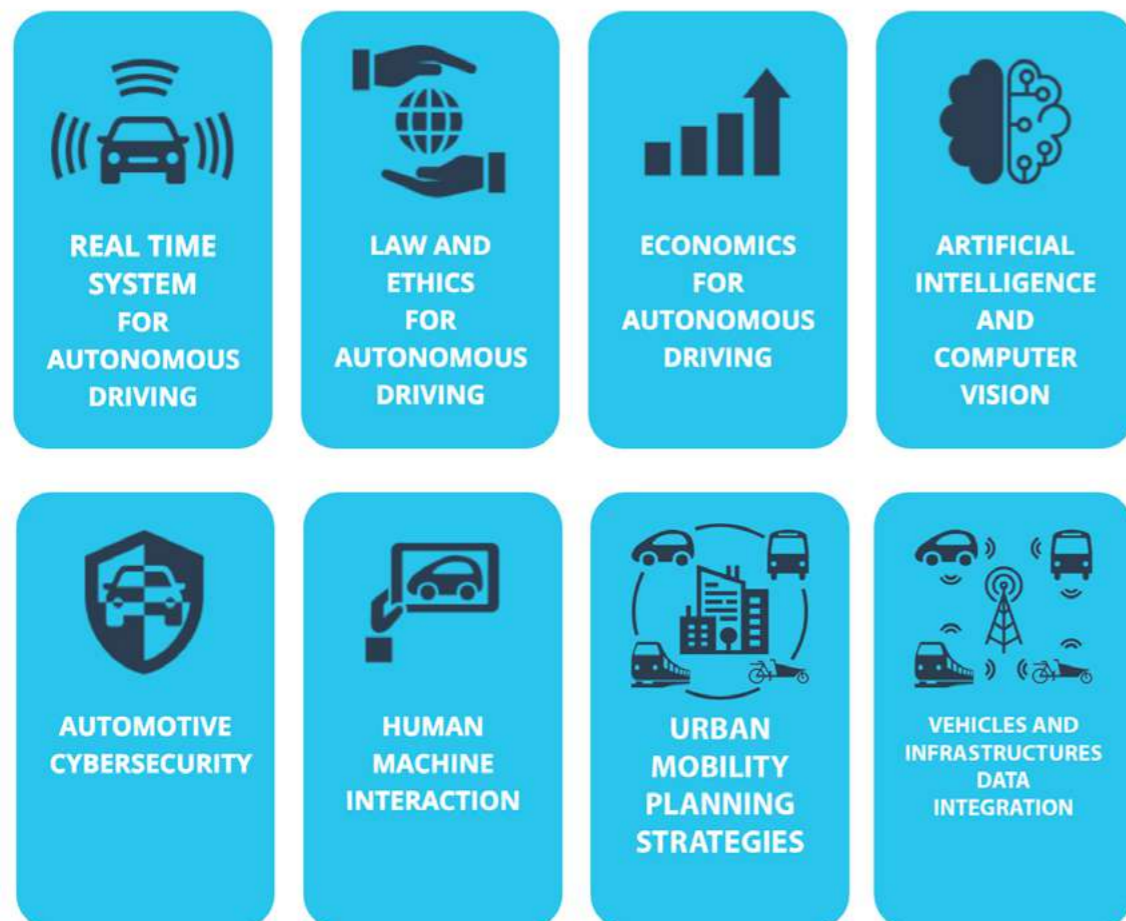 REAL TIME
SYSTEM
FOR
AUTONOMOUS
DRIVING
LAW AND
ETHICS
FOR
AUTONOMOUS
DRIVING
ECONOMICS
FOR
AUTONOMOUS
DRIVING
ARTIFICIAL
INTELLIGENCE
AND
COMPUTER
VISION
AUTOMOTIVE
CYBERSECURITY
HUMAN
MACHINE
INTERACTION
URBAN
MOBILITY
PLANNING
STRATEGIES
VEHICLES AND
INFRASTRUCTURES
DATA
INTEGRATION